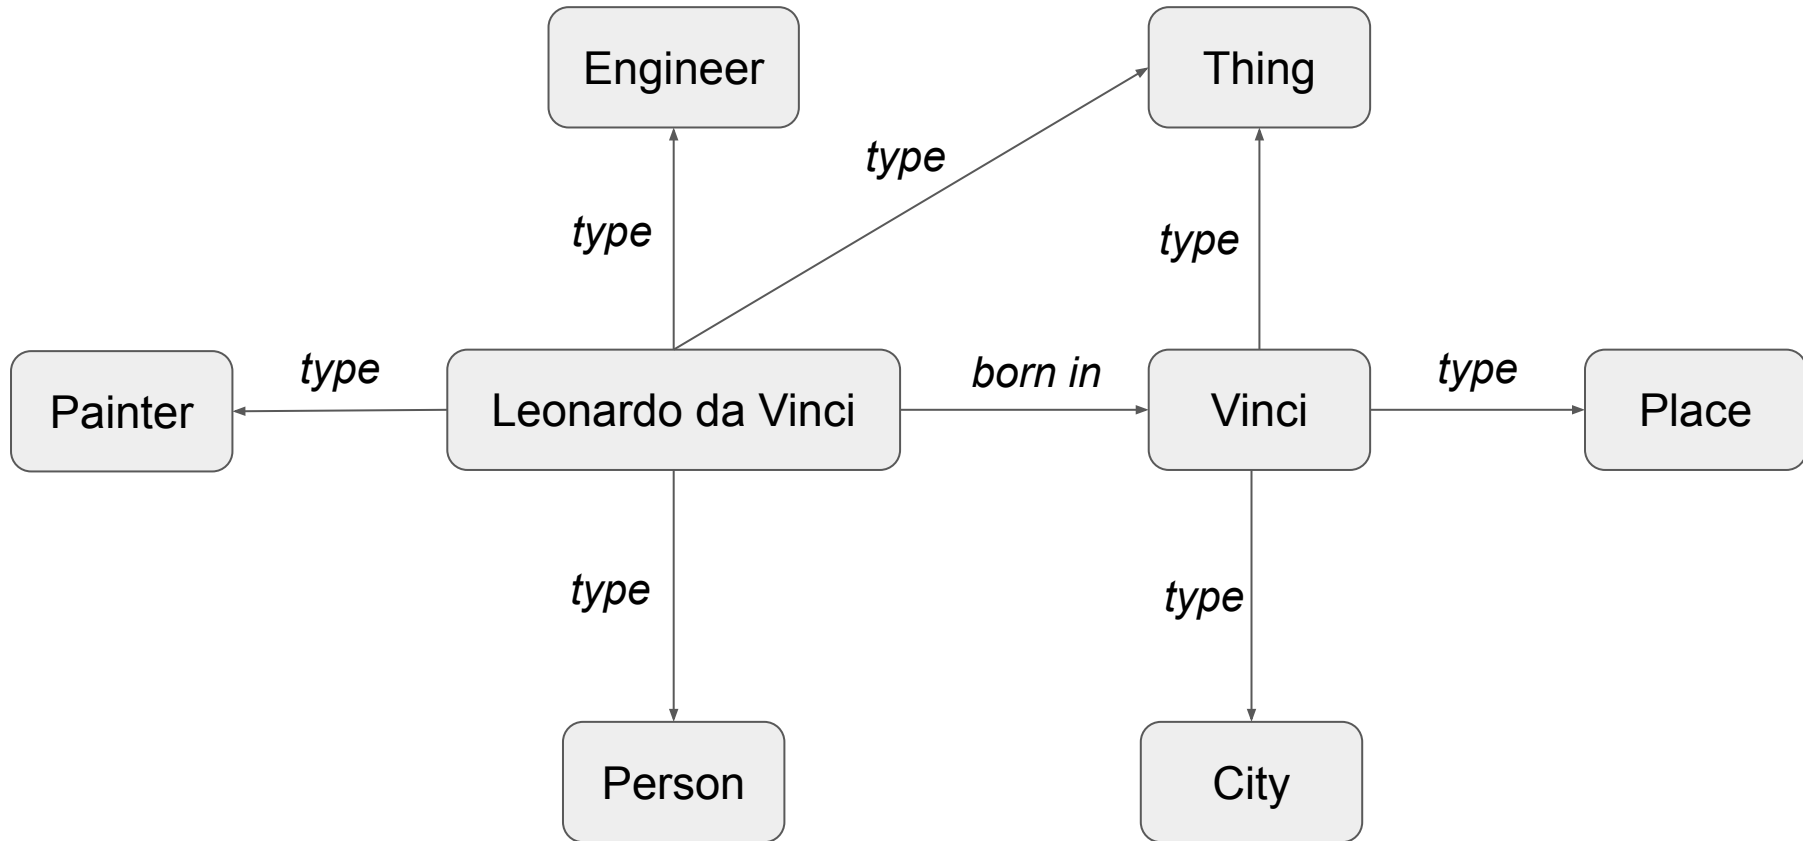 Engineer
Thing
type
type
type
Painter
type
Leonardo da Vinci
born in
Vinci
type
Place
type
type
Person
City